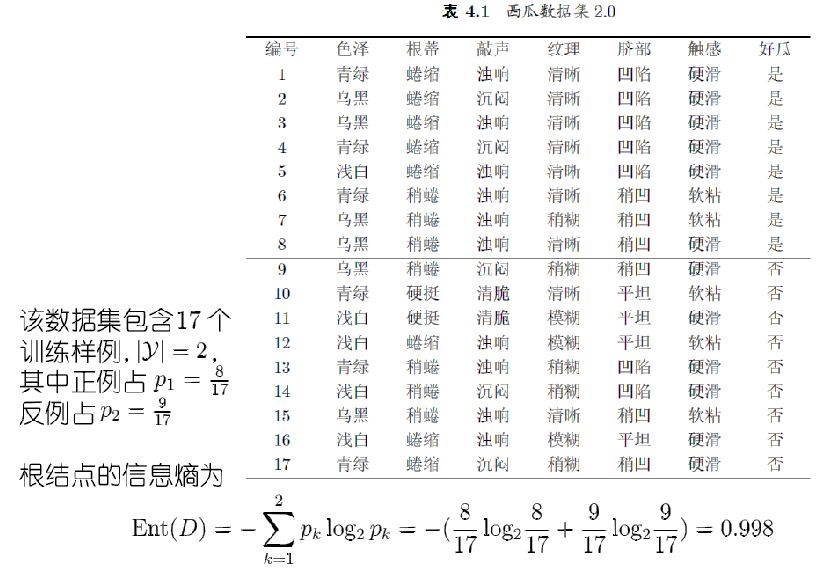 表 4.1 西瓜数据集 2.0
编号 色泽 根蒂 敲声 纹理 脐部 触感 好瓜
1 青绿 蜷缩 浊响 清晰 凹陷 硬滑 是
2 乌黑 蜷缩 沉闷 清晰 凹陷 硬滑 是
3 乌黑 蜷缩 浊响 清晰 凹陷 硬滑 是
4 青绿 蜷缩 沉闷 清晰 凹陷 硬滑 是
5 浅白 蜷缩 浊响 清晰 凹陷 硬滑 是
6 青绿 稍蜷 浊响 清晰 稍凹 软粘 是
7 乌黑 稍蜷 浊响 稍糊 稍凹 软粘 是
8 乌黑 稍蜷 浊响 清晰 稍凹 硬滑 是
9 乌黑 稍蜷 沉闷 稍糊 稍凹 硬滑 否
10 青绿 硬挺 清脆 清晰 平坦 软粘 否
11 浅白 硬挺 清脆 模糊 平坦 硬滑 否
12 浅白 蜷缩 浊响 模糊 平坦 软粘 否
13 青绿 稍蜷 浊响 稍糊 凹陷 硬滑 否
14 浅白 稍蜷 沉闷 稍糊 凹陷 硬滑 否
15 乌黑 稍蜷 浊响 清晰 稍凹 软粘 否
16 浅白 蜷缩 浊响 模糊 平坦 硬滑 否
17 青绿 蜷缩 沉闷 稍糊 稍凹 硬滑 否
该数据集包含17个
训练样例, |𝒴| = 2,
其中正例占 p₁ = 8/17
反例占 p₂ = 9/17
根结点的信息熵为
Ent(D) = −∑_{k=1}^{2} pₖ log₂ pₖ = −(8/17 log₂ 8/17 + 9/17 log₂ 9/17) = 0.998